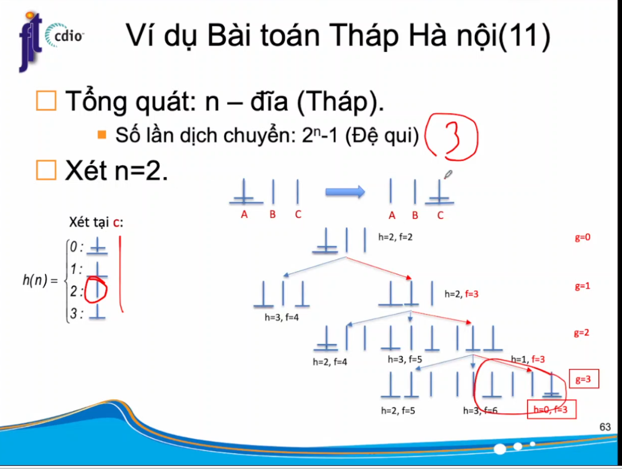 fit cdio
Ví dụ Bài toán Tháp Hà nội(11)
Tổng quát: n – đĩa (Tháp).
Số lần dịch chuyển: 2ⁿ-1 (Đệ qui) 3
Xét n=2.
A B C A B C
Xét tại c:
h(n) =
0 :
1 :
2 :
3 :
h=2, f=2 g=0
h=3, f=4 h=2, f=3 g=1
g=2
h=2, f=4 h=3, f=5 h=1, f=3
g=3
h=2, f=5 h=3, f=6 h=0, f=3
63